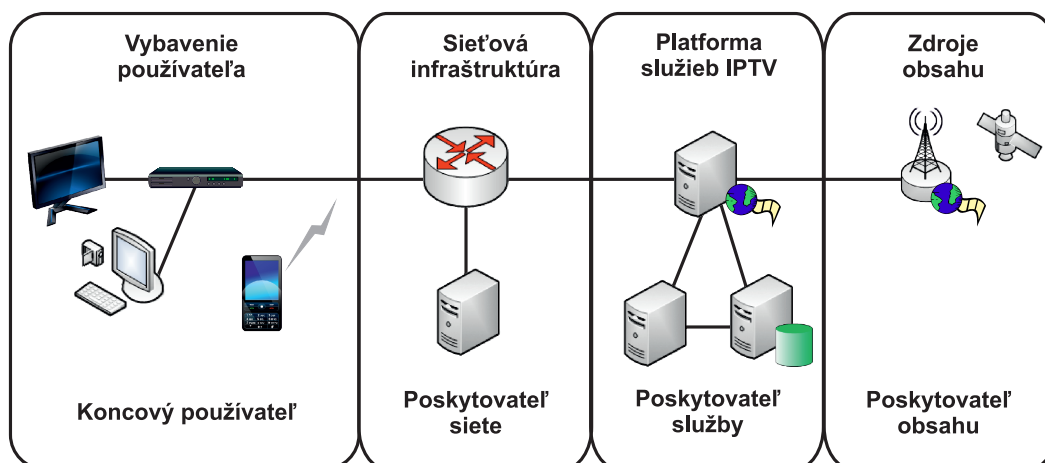 Vybavenie
používateľa
Sieťová
infraštruktúra
Platforma
služieb IPTV
Zdroje
obsahu
Koncový používateľ
Poskytovateľ
siete
Poskytovateľ
služby
Poskytovateľ
obsahu